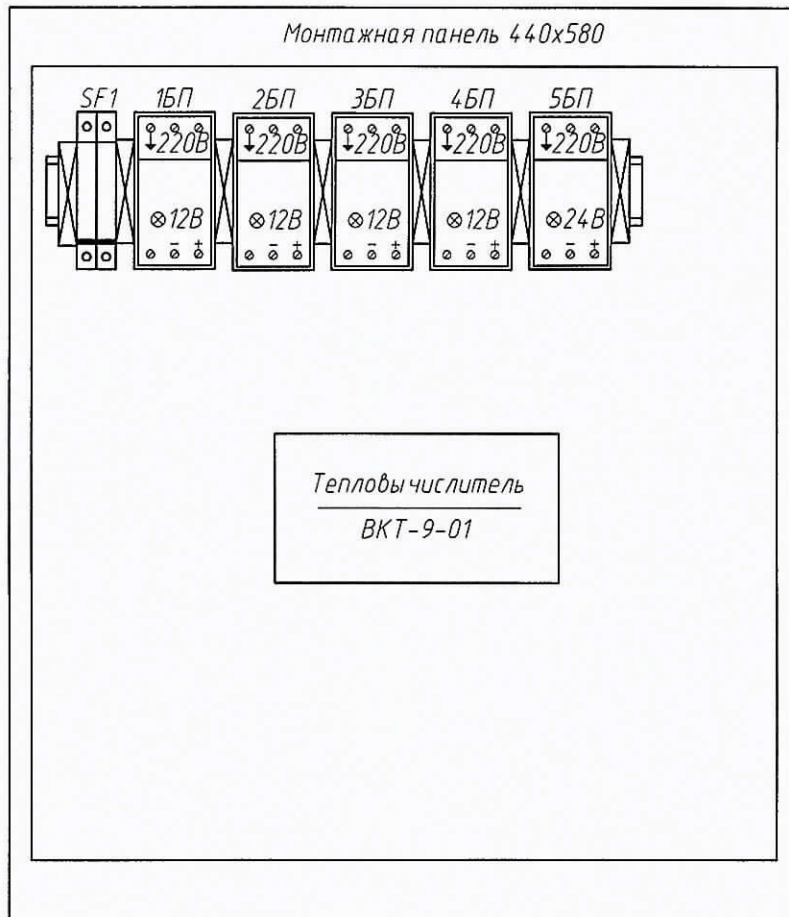 Монтажная панель 440х580
SF1 1БП 2БП 3БП 4БП 5БП
220В 220В 220В 220В 220В
12В 12В 12В 12В 24В
- + - + - + - + - +
Тепловычислитель
ВКТ-9-01